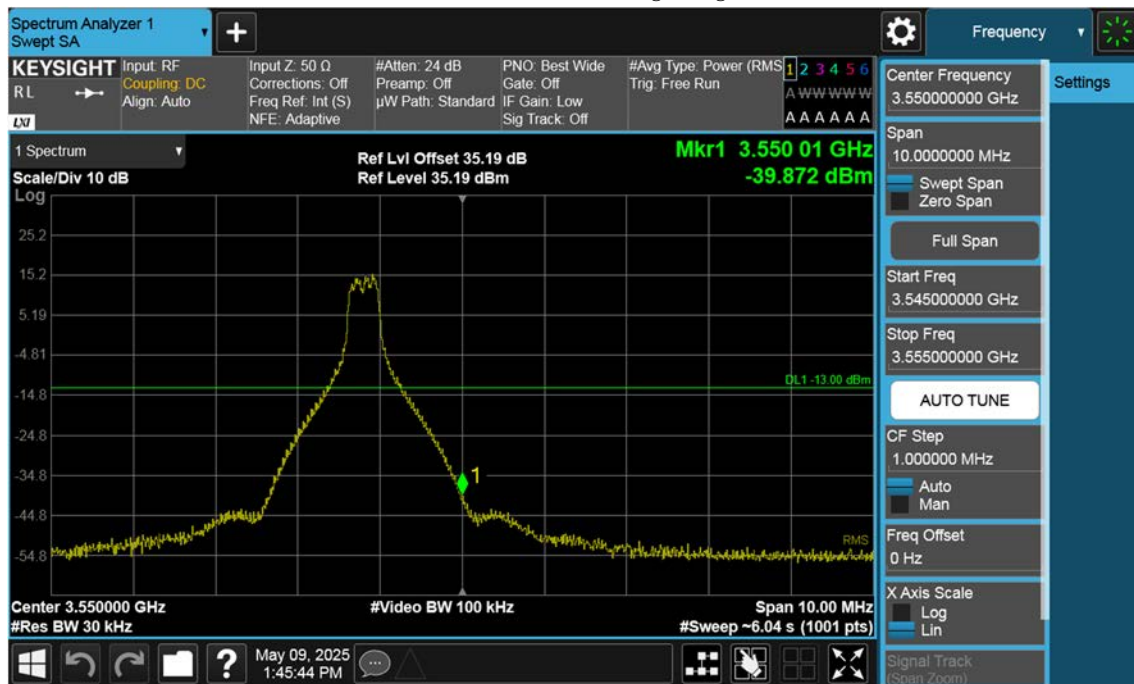 Spectrum Analyzer 1
Swept SA
+
Frequency
KEYSIGHT
RL
LXI
Input: RF
Coupling: DC
Align: Auto
Input Z: 50 Ω
Corrections: Off
Freq Ref: Int (S)
NFE: Adaptive
#Atten: 24 dB
Preamp: Off
µW Path: Standard
PNO: Best Wide
Gate: Off
IF Gain: Low
Sig Track: Off
#Avg Type: Power (RMS
Trig: Free Run
1 2 3 4 5 6
A W W W W W
A A A A A A
1 Spectrum
Scale/Div 10 dB
Ref Lvl Offset 35.19 dB
Ref Level 35.19 dBm
Mkr1 3.550 01 GHz
-39.872 dBm
Log
25.2
15.2
5.19
-4.81
-14.8
-24.8
-34.8
-44.8
-54.8
DL1 -13.00 dBm
1
RMS
Center 3.550000 GHz
#Res BW 30 kHz
#Video BW 100 kHz
Span 10.00 MHz
#Sweep ~6.04 s (1001 pts)
?
May 09, 2025
1:45:44 PM
Center Frequency
3.550000000 GHz
Span
10.0000000 MHz
Swept Span
Zero Span
Full Span
Start Freq
3.545000000 GHz
Stop Freq
3.555000000 GHz
AUTO TUNE
CF Step
1.000000 MHz
Auto
Man
Freq Offset
0 Hz
X Axis Scale
Log
Lin
Signal Track
(Span Zoom)
Settings